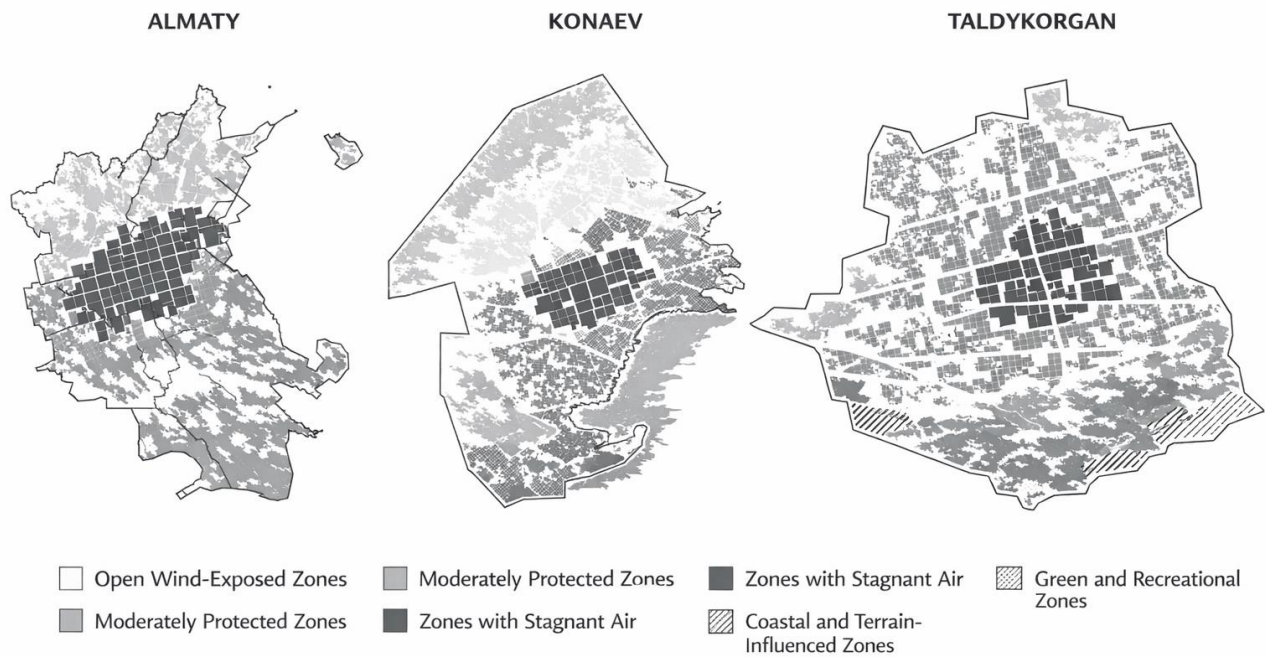 ALMATY
KONAEV
TALDYKORGAN
Open Wind-Exposed Zones
Moderately Protected Zones
Zones with Stagnant Air
Green and Recreational
Zones
Moderately Protected Zones
Zones with Stagnant Air
Coastal and Terrain-
Influenced Zones